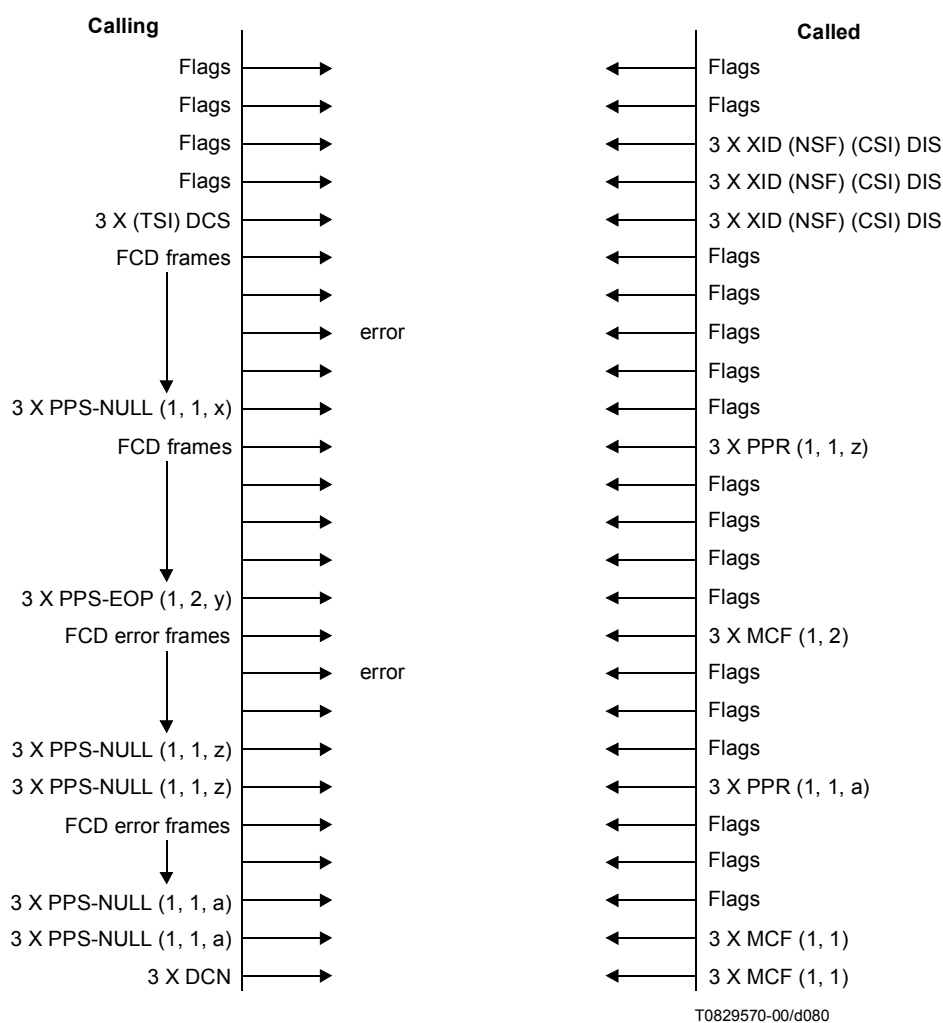 Calling Called
Flags Flags
Flags Flags
Flags 3 X XID (NSF) (CSI) DIS
Flags 3 X XID (NSF) (CSI) DIS
3 X (TSI) DCS 3 X XID (NSF) (CSI) DIS
FCD frames Flags
Flags
error Flags
Flags
3 X PPS-NULL (1, 1, x) Flags
FCD frames 3 X PPR (1, 1, z)
Flags
Flags
Flags
3 X PPS-EOP (1, 2, y) Flags
FCD error frames 3 X MCF (1, 2)
error Flags
Flags
3 X PPS-NULL (1, 1, z) Flags
3 X PPS-NULL (1, 1, z) 3 X PPR (1, 1, a)
FCD error frames Flags
Flags
3 X PPS-NULL (1, 1, a) Flags
3 X PPS-NULL (1, 1, a) 3 X MCF (1, 1)
3 X DCN 3 X MCF (1, 1)
T0829570-00/d080